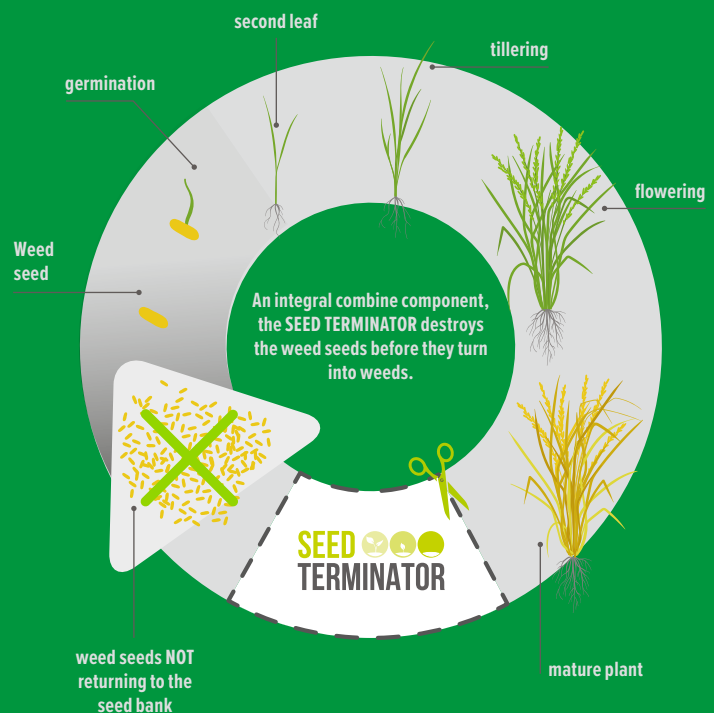 second leaf
tillering
germination
flowering
Weed
seed
An integral combine component,
the SEED TERMINATOR destroys
the weed seeds before they turn
into weeds.
SEED
TERMINATOR
weed seeds NOT
returning to the
seed bank
mature plant